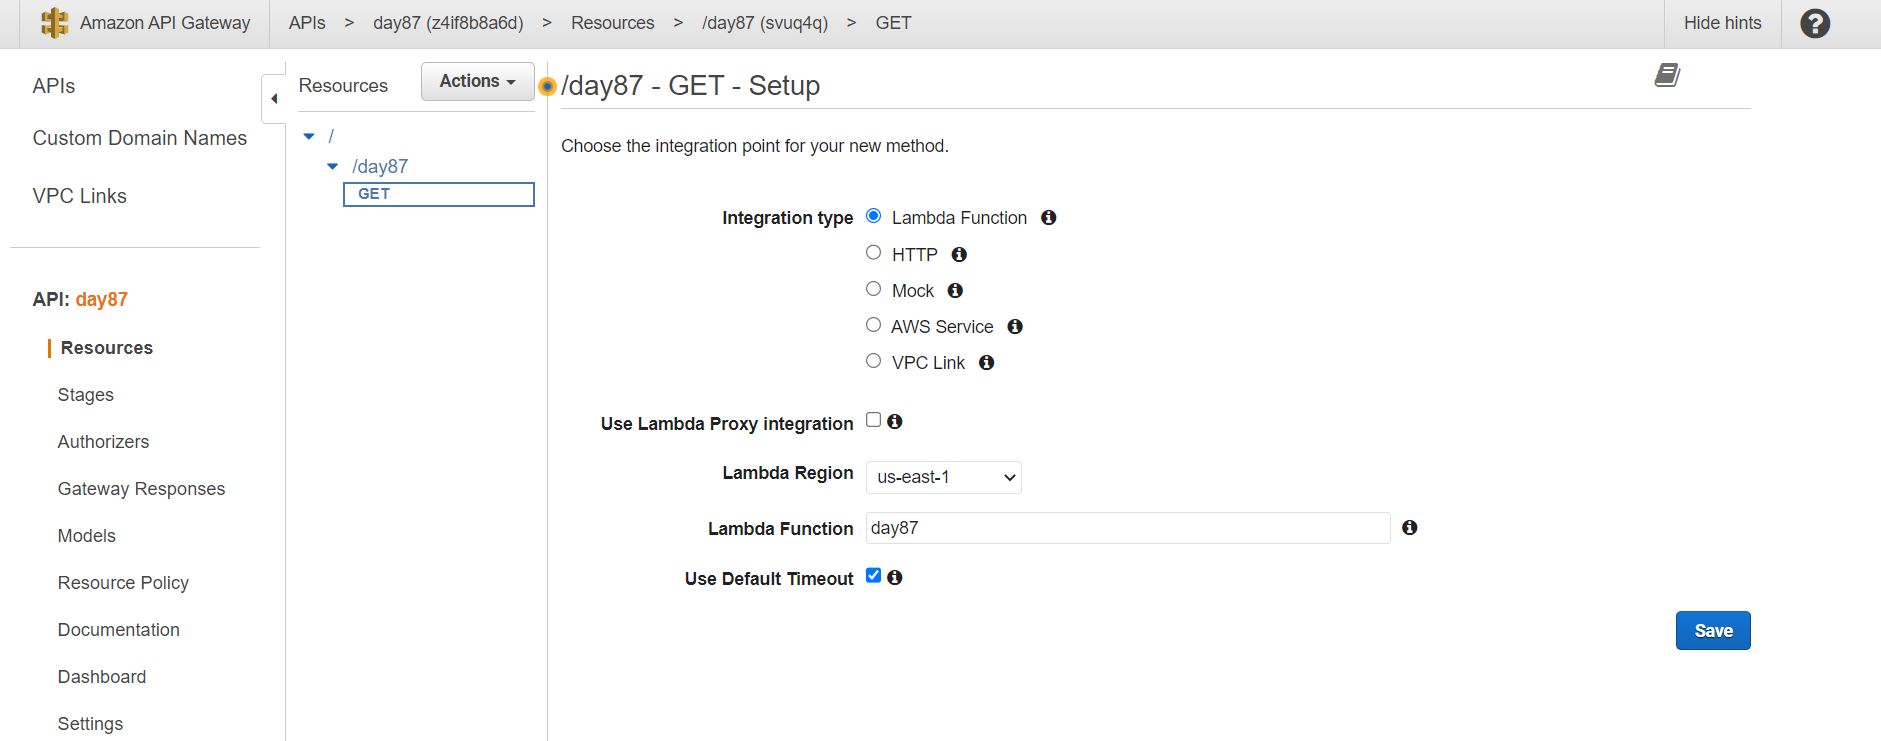 Amazon API Gateway
APIs > day87 (z4if8b8a6d) > Resources > /day87 (svuq4q) > GET
Hide hints
?
APIs
Custom Domain Names
VPC Links
API: day87
Resources
Stages
Authorizers
Gateway Responses
Models
Resource Policy
Documentation
Dashboard
Settings
Resources
Actions
/
/day87
GET
/day87 - GET - Setup
Choose the integration point for your new method.
Integration type
Lambda Function
HTTP
Mock
AWS Service
VPC Link
Use Lambda Proxy integration
Lambda Region us-east-1
Lambda Function day87
Use Default Timeout
Save